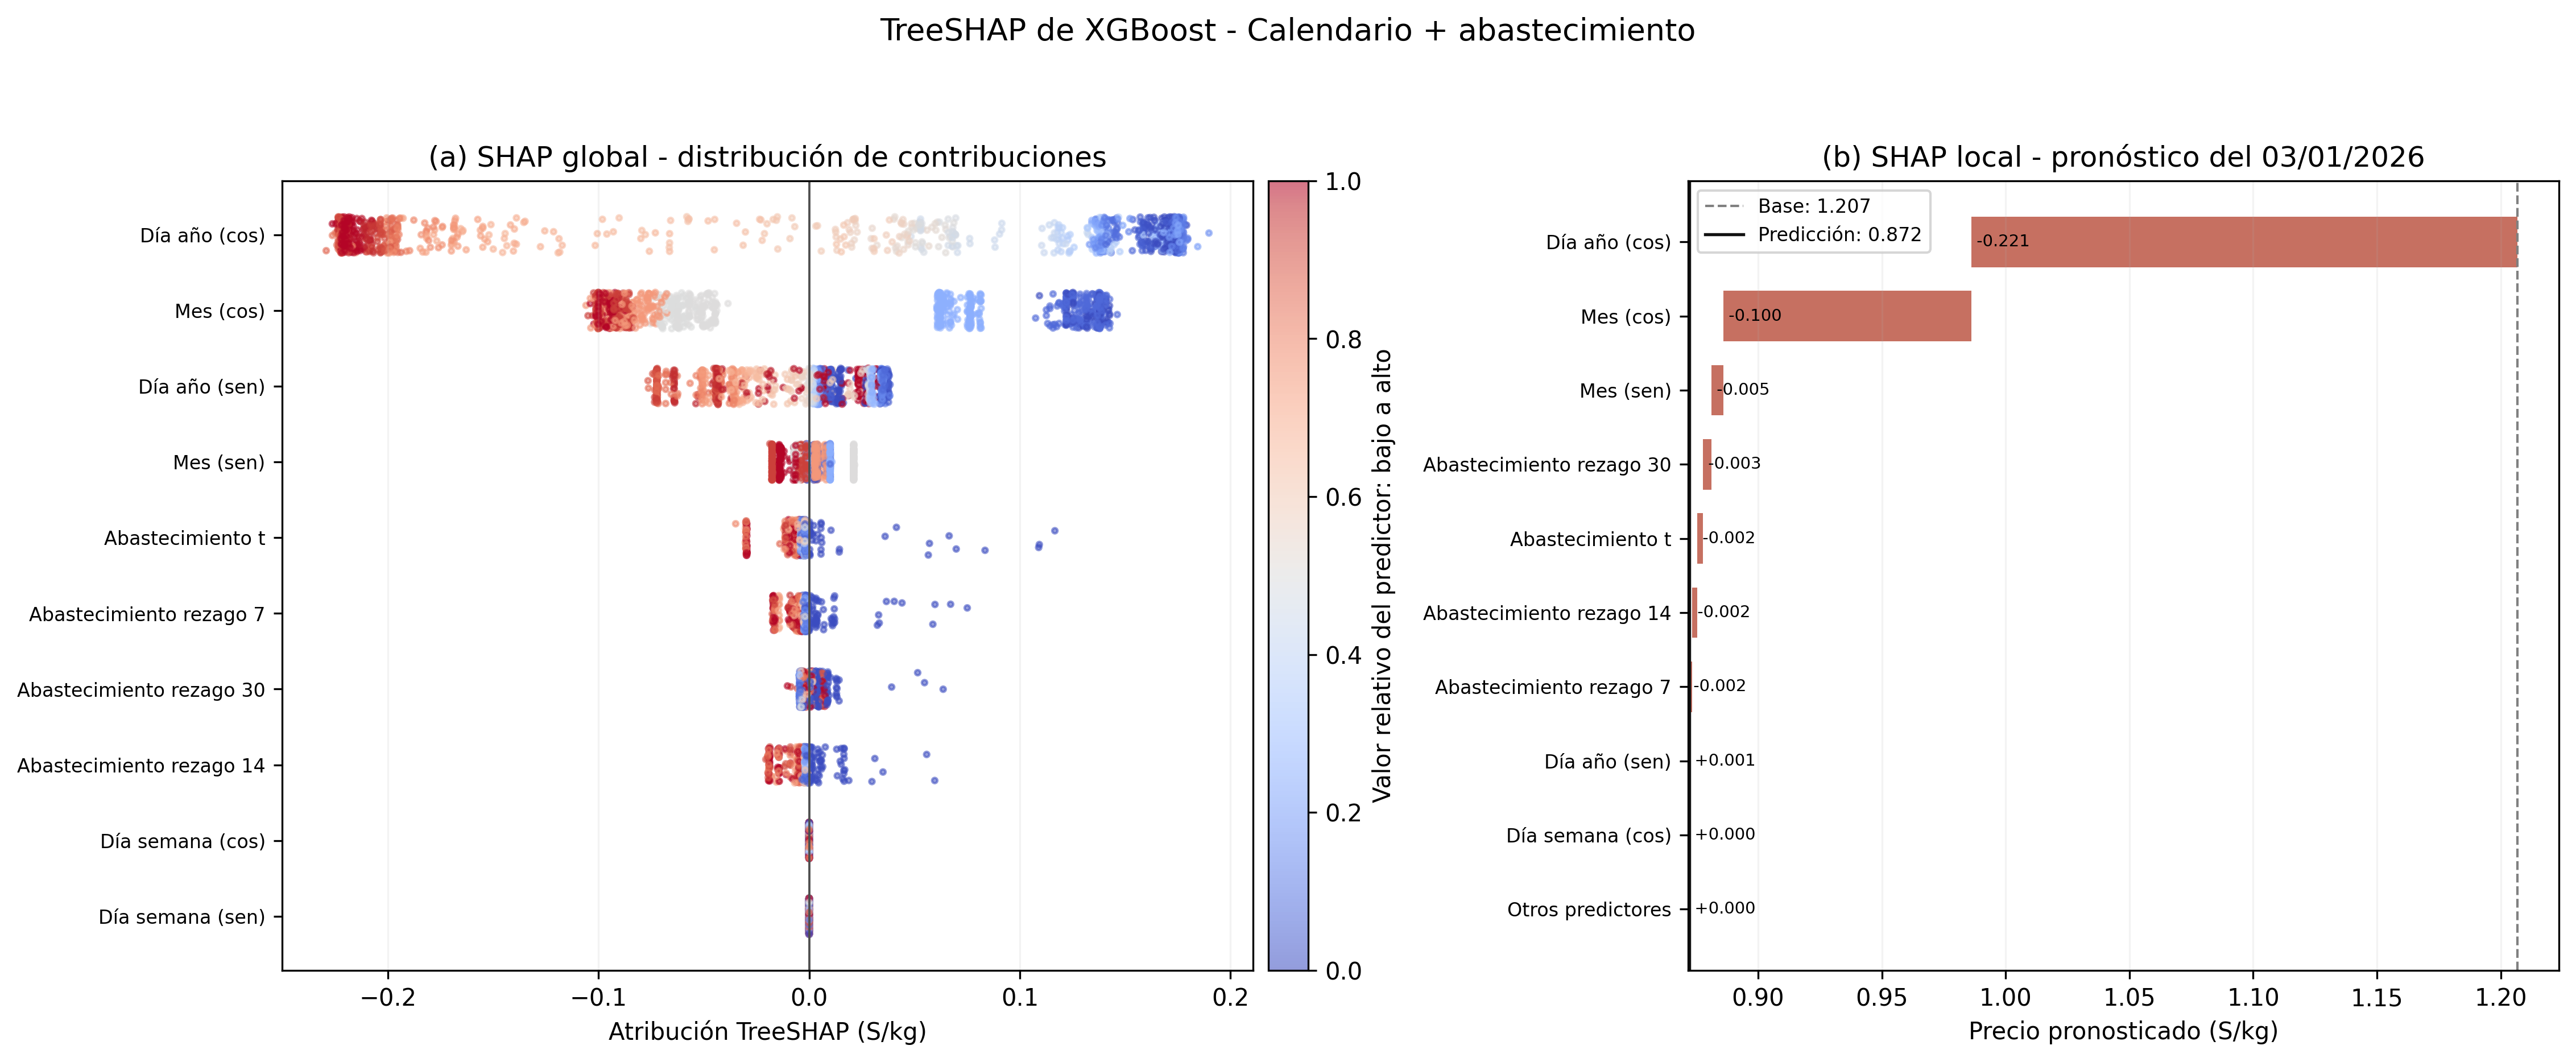 TreeSHAP de XGBoost - Calendario + abastecimiento
(a) SHAP global - distribución de contribuciones
Día año (cos)
Mes (cos)
Día año (sen)
Mes (sen)
Abastecimiento t
Abastecimiento rezago 7
Abastecimiento rezago 30
Abastecimiento rezago 14
Día semana (cos)
Día semana (sen)
−0.2
−0.1
0.0
0.1
0.2
Atribución TreeSHAP (S/kg)
1.0
0.8
0.6
0.4
0.2
0.0
Valor relativo del predictor: bajo a alto
(b) SHAP local - pronóstico del 03/01/2026
Base: 1.207
Predicción: 0.872
Día año (cos)
-0.221
Mes (cos)
-0.100
Mes (sen)
-0.005
Abastecimiento rezago 30
-0.003
Abastecimiento t
-0.002
Abastecimiento rezago 14
-0.002
Abastecimiento rezago 7
-0.002
Día año (sen)
+0.001
Día semana (cos)
+0.000
Otros predictores
+0.000
0.90
0.95
1.00
1.05
1.10
1.15
1.20
Precio pronosticado (S/kg)